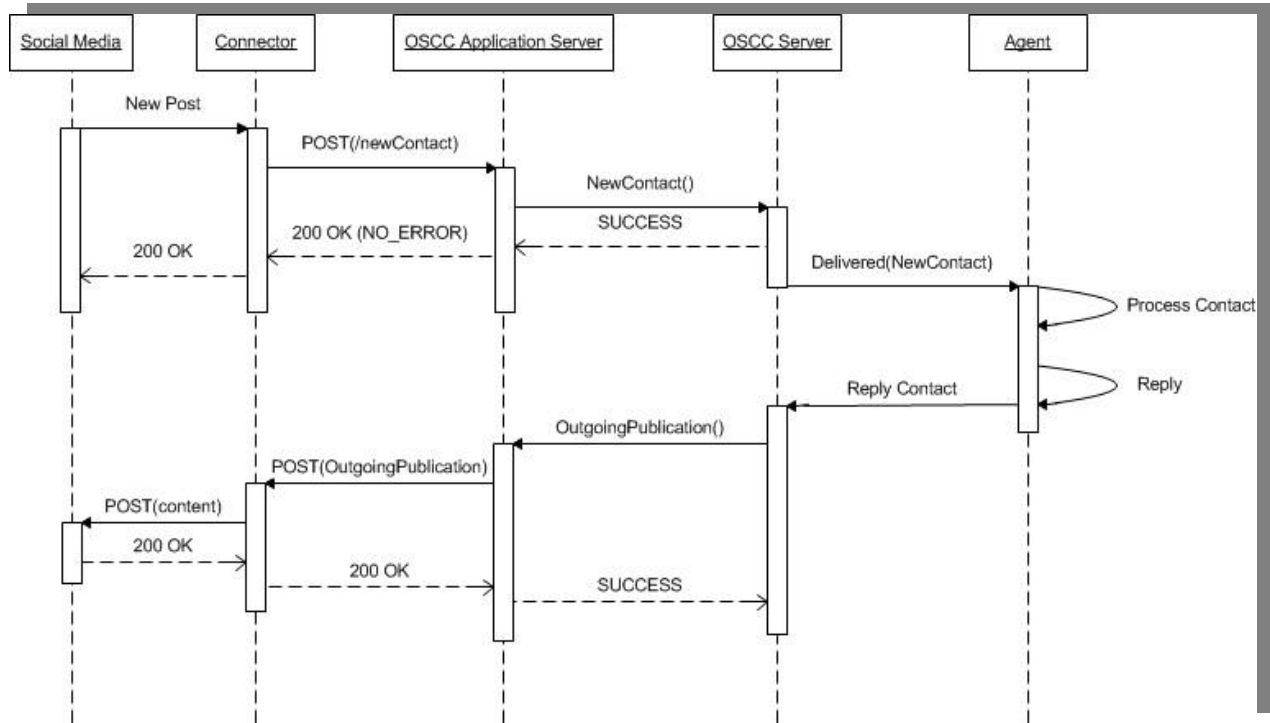 Social Media
Connector
OSCC Application Server
OSCC Server
Agent
New Post
POST(/newContact)
NewContact()
SUCCESS
200 OK (NO_ERROR)
200 OK
Delivered(NewContact)
Process Contact
Reply
Reply Contact
OutgoingPublication()
POST(OutgoingPublication)
POST(content)
200 OK
200 OK
SUCCESS